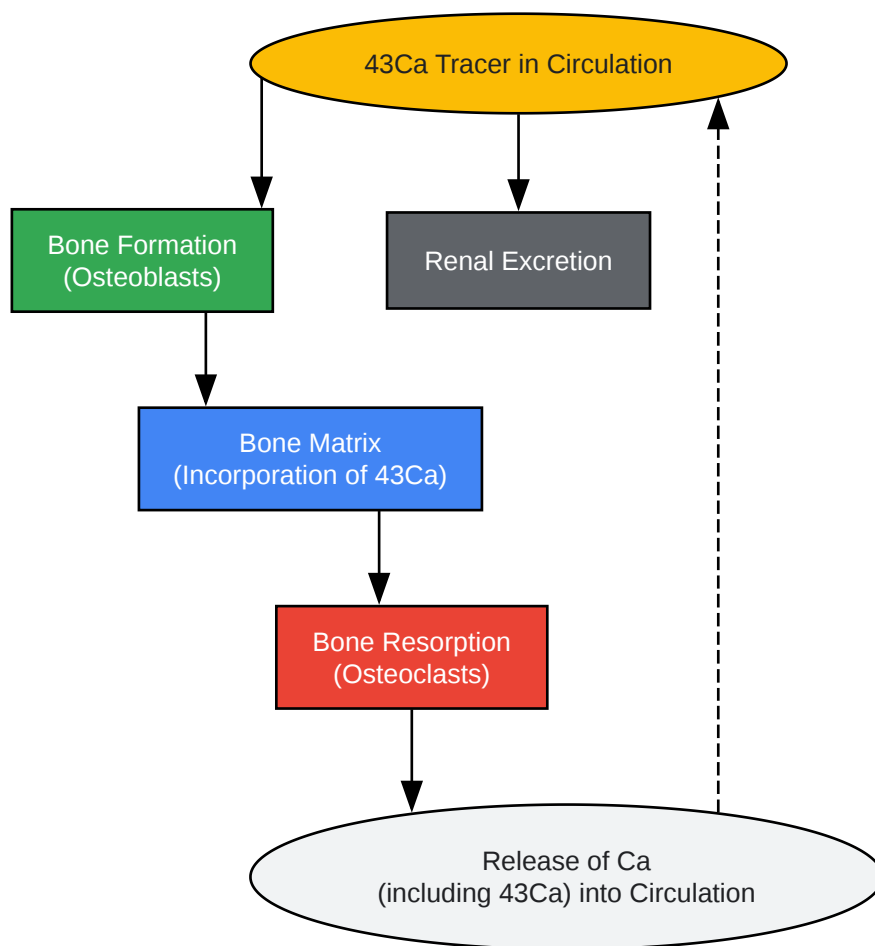 43Ca Tracer in Circulation
Bone Formation
(Osteoblasts)
Renal Excretion
Bone Matrix
(Incorporation of 43Ca)
Bone Resorption
(Osteoclasts)
Release of Ca
(including 43Ca) into Circulation